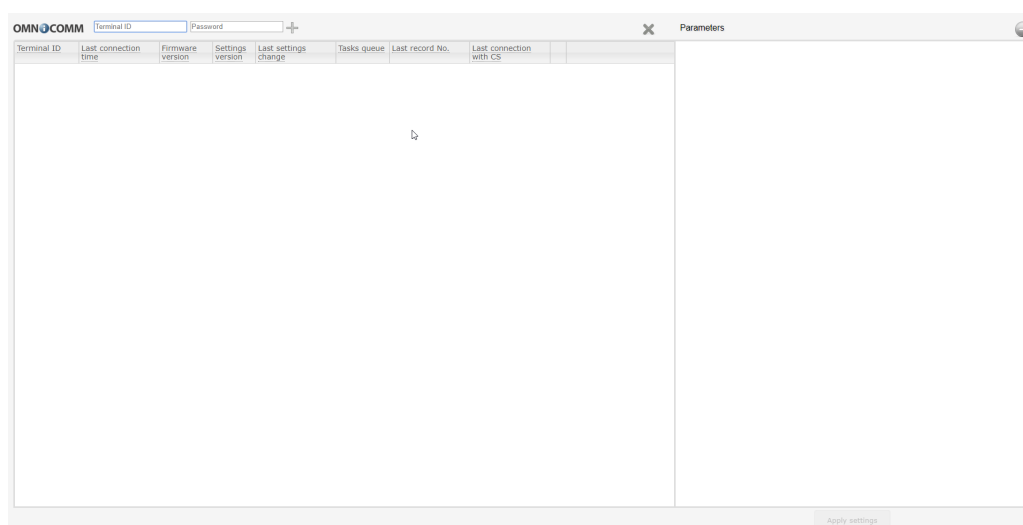 OMNICOMM Terminal ID Password Parameters
Terminal ID Last connection time Firmware version Settings version Last settings change Tasks queue Last record No. Last connection with CS
Apply settings